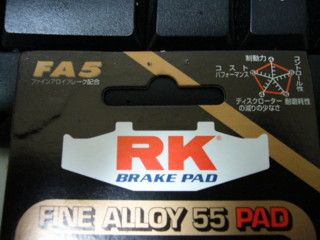 FA5
ファインアロイフレーク配合
制動力
コントロール性
コスト
パフォーマンス
ディスクローター
の減りの少なさ
耐磨耗性
RK
BRAKE PAD
FINE ALLOY 55 PAD